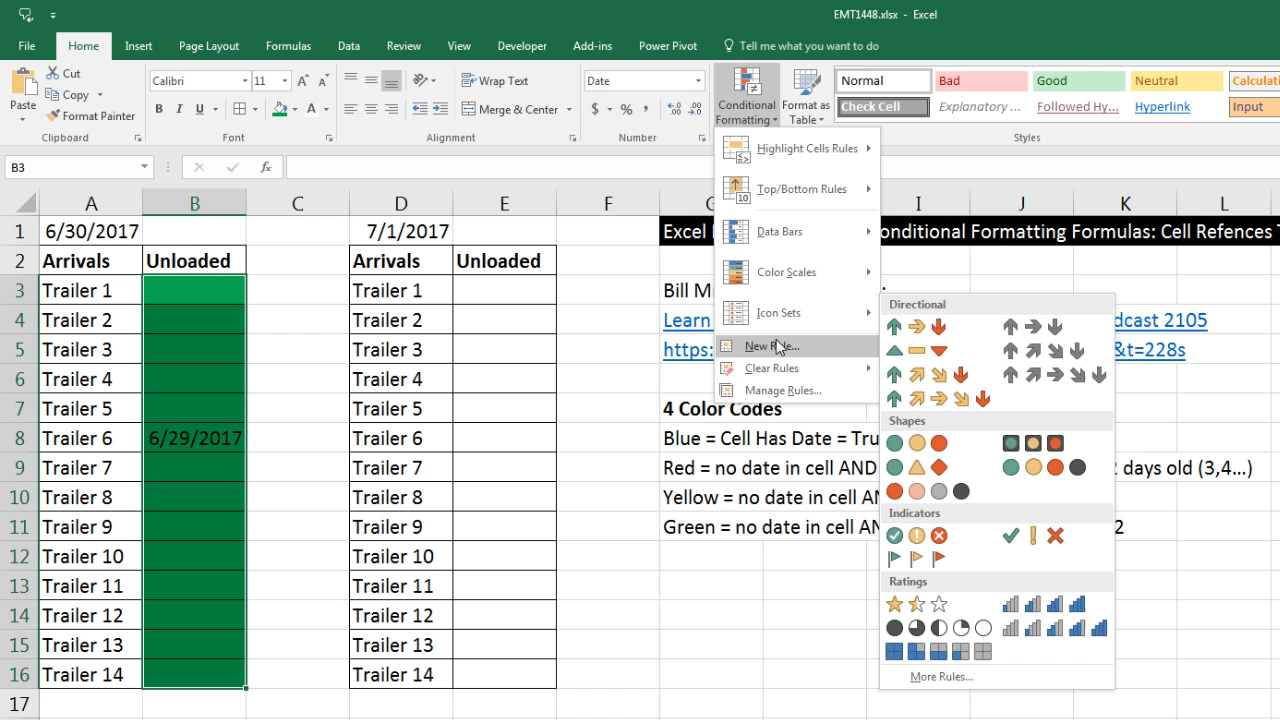 EMT1448.xlsx - Excel
File Home Insert Page Layout Formulas Data Review View Developer Add-ins Power Pivot Tell me what you want to do
Paste
Cut
Copy
Format Painter
Clipboard
Calibri 11
B I U
Font
Wrap Text
Merge & Center
Alignment
Date
$ % ,
Number
Conditional Formatting
Format as Table
Normal Bad Good Neutral Calculati
Check Cell Explanatory ... Followed Hy... Hyperlink Input
Styles
B3 fx
Highlight Cells Rules
Top/Bottom Rules
Data Bars
Color Scales
Icon Sets
New
Clear Rules
Manage Rules...
Directional
Shapes
Indicators
Ratings
More Rules...
A B C D E F I J K L
1 6/30/2017 7/1/2017 Excel onditional Formatting Formulas: Cell Refences
2 Arrivals Unloaded Arrivals Unloaded
3 Trailer 1 Trailer 1 Bill M
4 Trailer 2 Trailer 2 Learn dcast 2105
5 Trailer 3 Trailer 3 https: &t=228s
6 Trailer 4 Trailer 4
7 Trailer 5 Trailer 5 4 Color Codes
8 Trailer 6 6/29/2017 Trailer 6 Blue = Cell Has Date = Tru
9 Trailer 7 Trailer 7 Red = no date in cell AND 2 days old (3,4...)
10 Trailer 8 Trailer 8 Yellow = no date in cell AN
11 Trailer 9 Trailer 9 Green = no date in cell AN 2
12 Trailer 10 Trailer 10
13 Trailer 11 Trailer 11
14 Trailer 12 Trailer 12
15 Trailer 13 Trailer 13
16 Trailer 14 Trailer 14
17